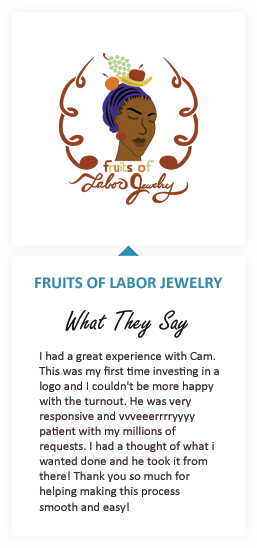 fruits of
Labor Jewelry
FRUITS OF LABOR JEWELRY
What They Say
I had a great experience with Cam.
This was my first time investing in a
logo and I couldn't be more happy
with the turnout. He was very
responsive and vvveeerrrryyyy
patient with my millions of
requests. I had a thought of what i
wanted done and he took it from
there! Thank you so much for
helping making this process
smooth and easy!